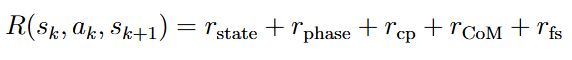 R(s_k, a_k, s_{k+1}) = r_state + r_phase + r_cp + r_CoM + r_fs